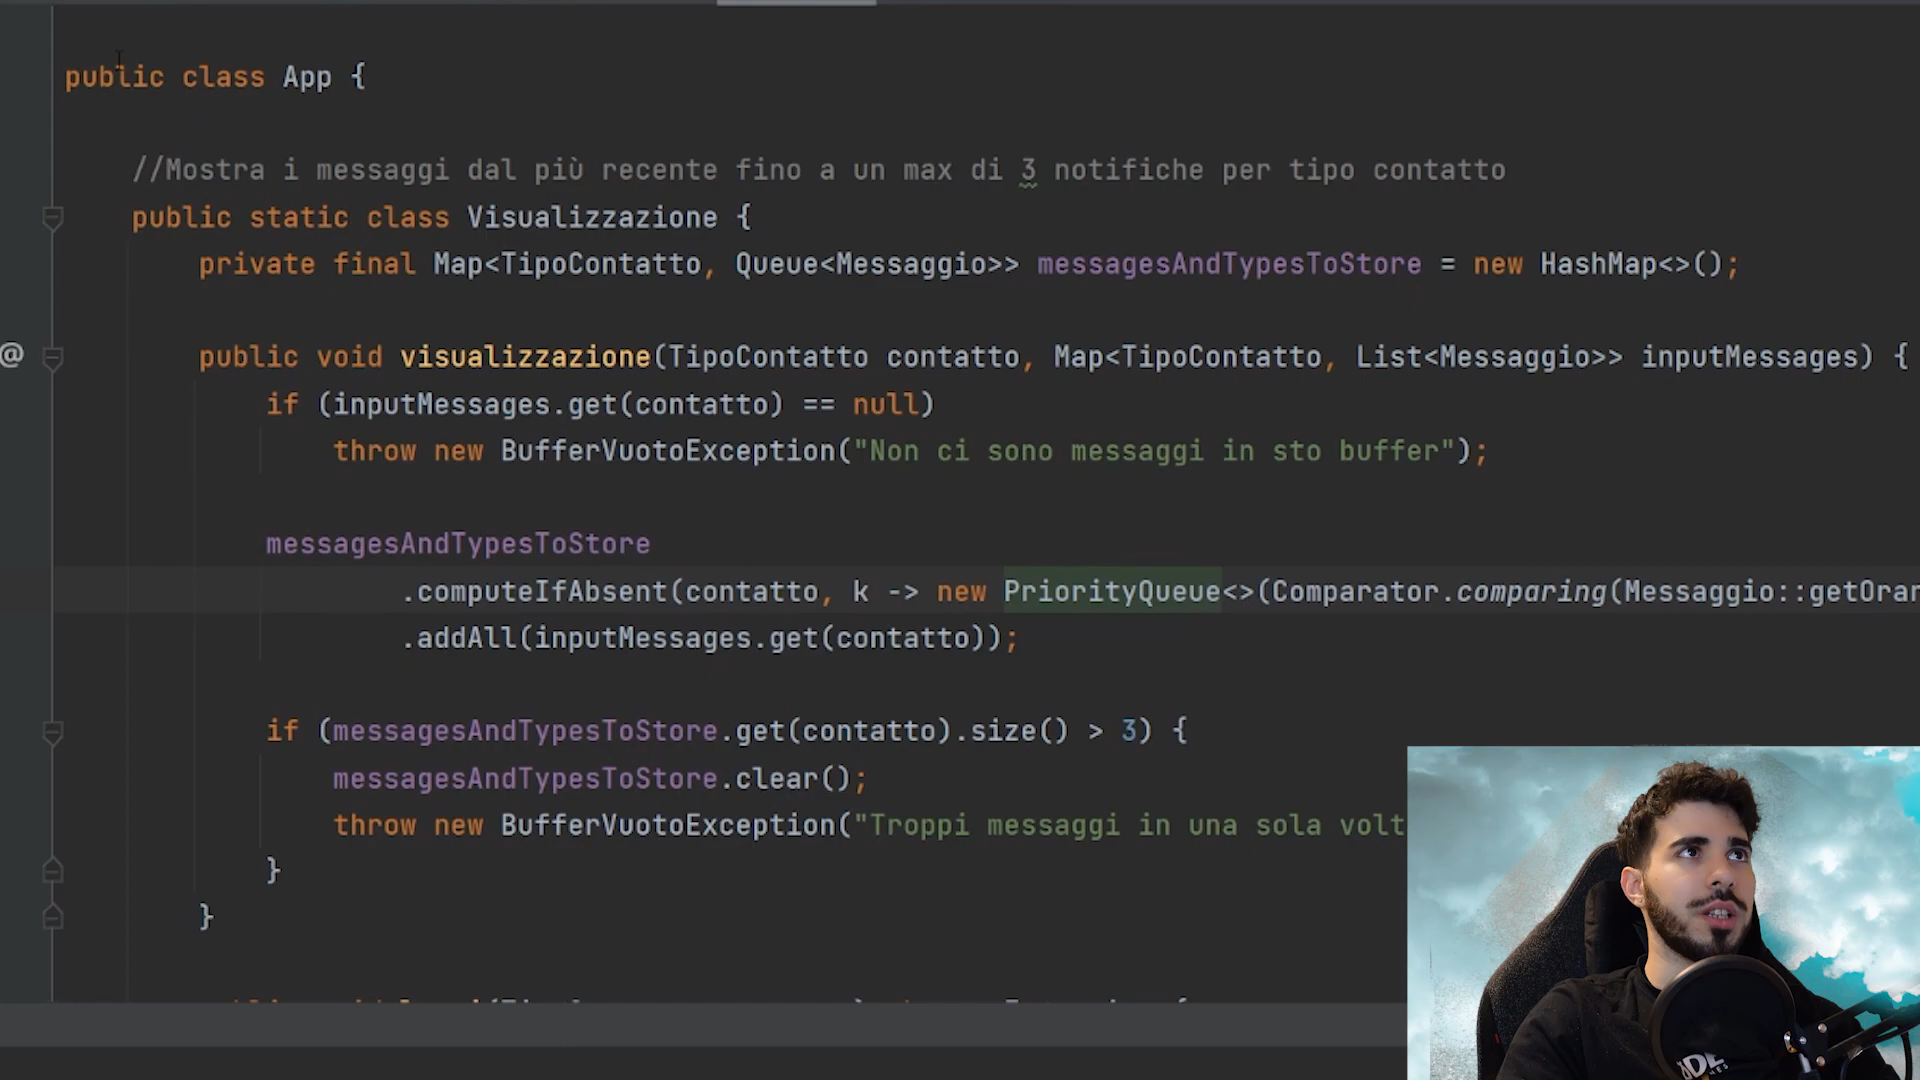 public class App {
//Mostra i messaggi dal più recente fino a un max di 3 notifiche per tipo contatto
public static class Visualizzazione {
private final Map<TipoContatto, Queue<Messaggio>> messagesAndTypesToStore = new HashMap<>();
@
public void visualizzazione(TipoContatto contatto, Map<TipoContatto, List<Messaggio>> inputMessages) {
if (inputMessages.get(contatto) == null)
throw new BufferVuotoException("Non ci sono messaggi in sto buffer");
messagesAndTypesToStore
.computeIfAbsent(contatto, k -> new PriorityQueue<>(Comparator.comparing(Messaggio::getOrar
.addAll(inputMessages.get(contatto));
if (messagesAndTypesToStore.get(contatto).size() > 3) {
messagesAndTypesToStore.clear();
throw new BufferVuotoException("Troppi messaggi in una sola volt
}
}